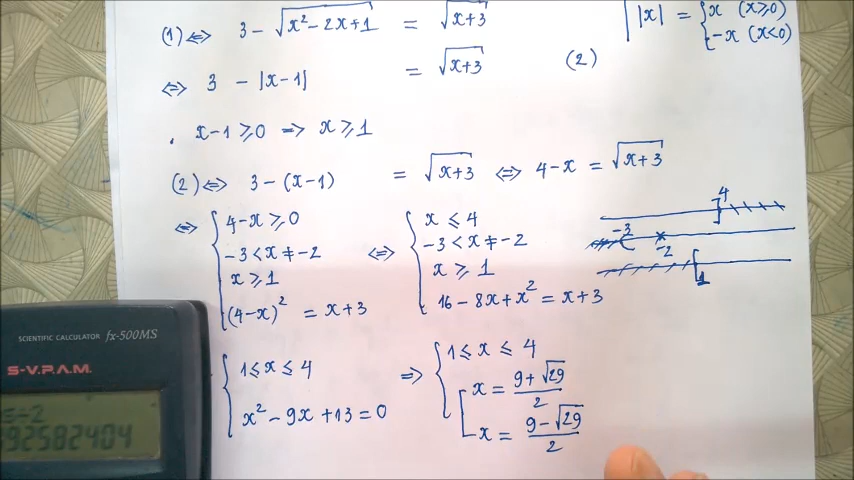 (1) ⇔ 3 - √(x² - 2x + 1) = √(x+3)
|x| = { x (x ≥ 0)
-x (x < 0)
⇔ 3 - |x-1| = √(x+3) (2)
. x-1 ≥ 0 ⇒ x ≥ 1
(2) ⇔ 3 - (x-1) = √(x+3) ⇔ 4-x = √(x+3)
⇔ { 4-x ≥ 0
-3 < x ≠ -2
x ≥ 1
(4-x)² = x+3
⇔ { x ≤ 4
-3 < x ≠ -2
x ≥ 1
16 - 8x + x² = x+3
4
-3
-2
1
{ 1 ≤ x ≤ 4
x² - 9x + 13 = 0
⇒ { 1 ≤ x ≤ 4
[ x = (9+√29)/2
x = (9-√29)/2
SCIENTIFIC CALCULATOR fx-500MS
S-V.P.A.M.
÷2
92582404